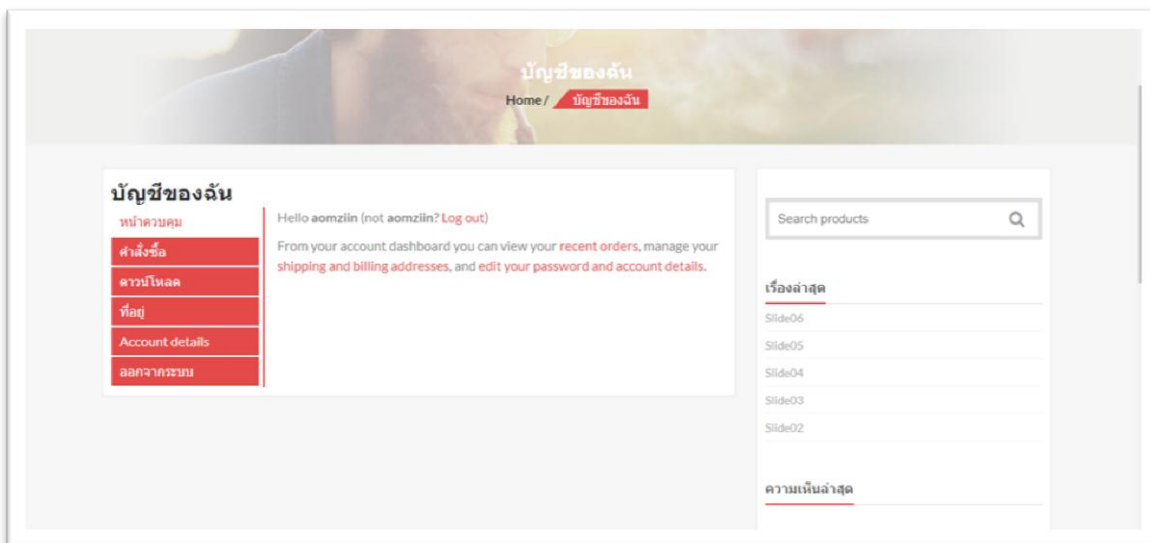 บัญชีของฉัน
Home / บัญชีของฉัน
บัญชีของฉัน
หน้าควบคุม
คำสั่งซื้อ
ดาวน์โหลด
ที่อยู่
Account details
ออกจากระบบ
Hello aomziin (not aomziin? Log out)
From your account dashboard you can view your recent orders, manage your
shipping and billing addresses, and edit your password and account details.
Search products
เรื่องล่าสุด
Slide06
Slide05
Slide04
Slide03
Slide02
ความเห็นล่าสุด